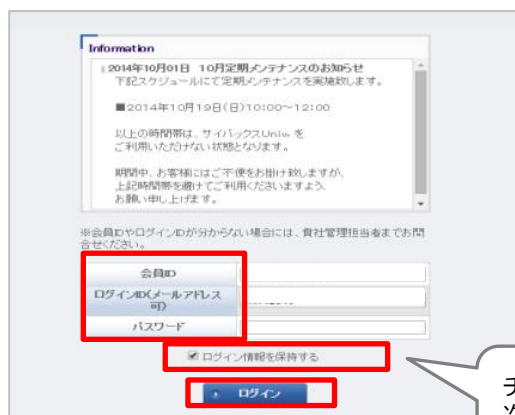 Information
2014年10月01日 10月定期メンテナンスのお知らせ
下記スケジュールにて定期メンテナンスを実施致します。
■2014年10月19日(日)10:00~12:00
以上の時間帯は、サイバックスUniv. を
ご利用いただけない状態となります。
期間中、お客様にはご不便をお掛け致しますが、
上記時間帯を避けてご利用くださいますよう、
お願い申し上げます。
※会員IDやログインIDが分からない場合には、貴社管理担当者までお問
合せください。
会員ID
ログインID(メールアドレス
可)
パスワード
ログイン情報を保持する
ログイン